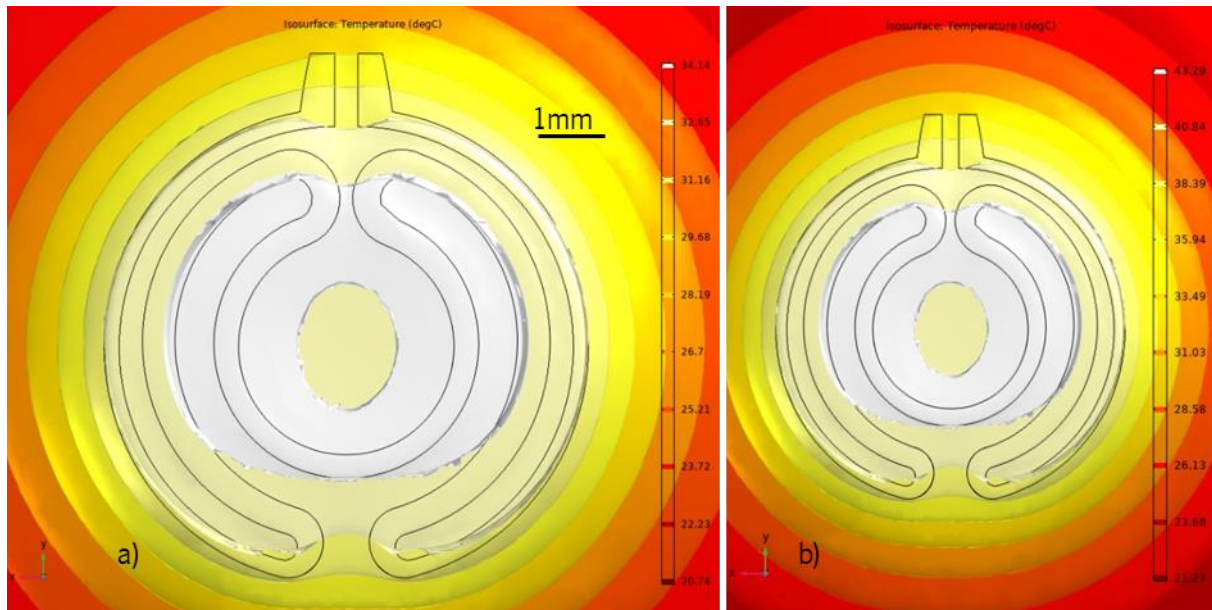 Isosurface: Temperature (degC)
34.14
32.65
31.16
29.68
28.19
26.7
25.21
23.72
22.23
20.74
1mm
a)
y
x
Isosurface: Temperature (degC)
43.29
40.84
38.39
35.94
33.49
31.03
28.58
26.13
23.68
21.23
b)
y
x